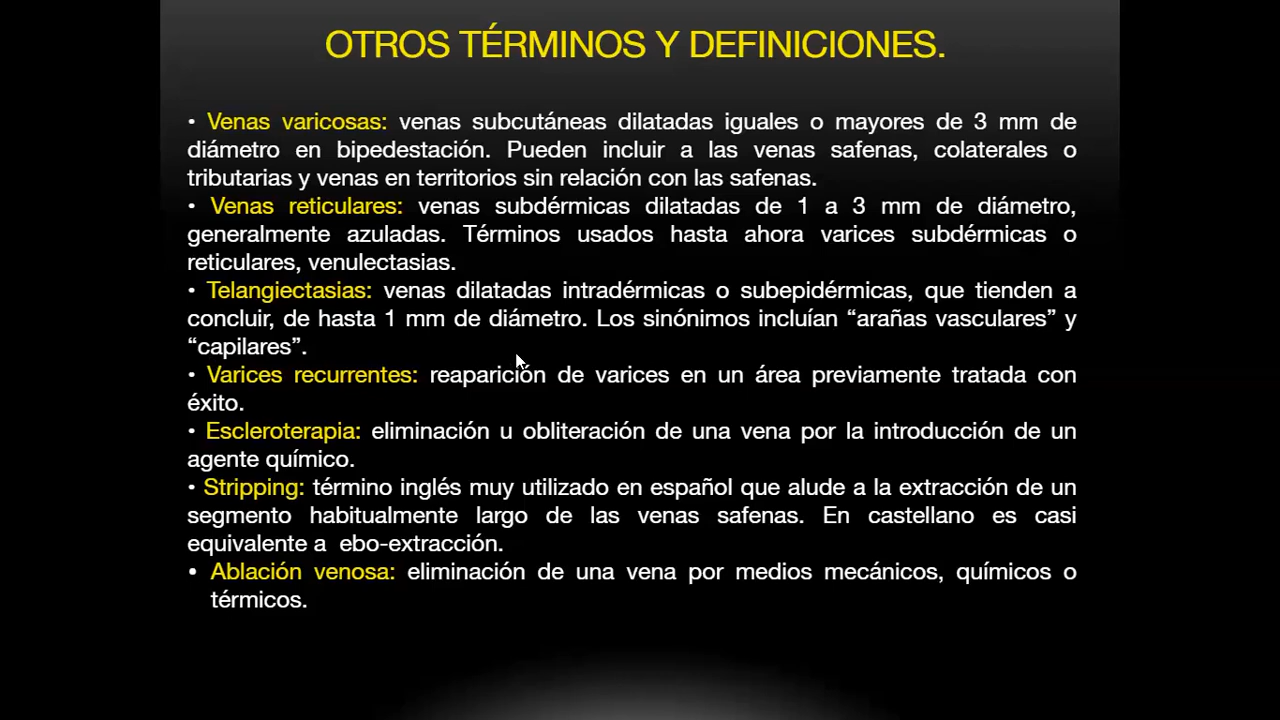 OTROS TÉRMINOS Y DEFINICIONES.
• Venas varicosas: venas subcutáneas dilatadas iguales o mayores de 3 mm de
diámetro en bipedestación. Pueden incluir a las venas safenas, colaterales o
tributarias y venas en territorios sin relación con las safenas.
• Venas reticulares: venas subdérmicas dilatadas de 1 a 3 mm de diámetro,
generalmente azuladas. Términos usados hasta ahora varices subdérmicas o
reticulares, venulectasias.
• Telangiectasias: venas dilatadas intradérmicas o subepidérmicas, que tienden a
concluir, de hasta 1 mm de diámetro. Los sinónimos incluían “arañas vasculares” y
“capilares”.
• Varices recurrentes: reaparición de varices en un área previamente tratada con
éxito.
• Escleroterapia: eliminación u obliteración de una vena por la introducción de un
agente químico.
• Stripping: término inglés muy utilizado en español que alude a la extracción de un
segmento habitualmente largo de las venas safenas. En castellano es casi
equivalente a ebo-extracción.
• Ablación venosa: eliminación de una vena por medios mecánicos, químicos o
térmicos.